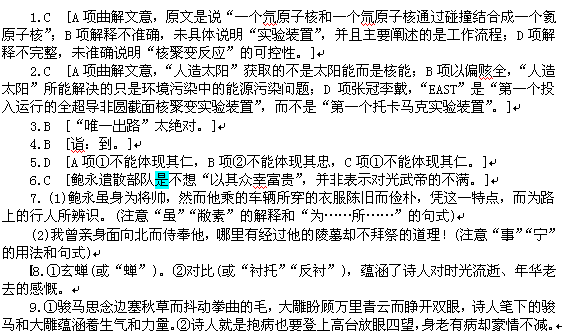 1.C [A 项曲解文意，原文是说“一个氘原子核和一个氚原子核通过碰撞结合成一个氦
原子核”；B 项解释不准确，未具体说明“实验装置”，并且主要阐述的是工作流程；D 项解
释不完整，未准确说明“核聚变反应”的可控性。]
2.C [A 项曲解文意，“人造太阳”获取的不是太阳能而是核能；B 项以偏赅全，“人造
太阳”所能解决的只是环境污染中的能源污染问题；D 项张冠李戴，“EAST”是“第一个投
入运行的全超导非圆截面核聚变实验装置”，而不是“第一个托卡马克实验装置”。]
3.B [“唯一出路”太绝对。]
4.B [诣：到。]
5.D [A 项①不能体现其仁，B 项②不能体现其忠，C 项①不能体现其仁。]
6.C [鲍永遣散部队是不想“以其众幸富贵”，并非表示对光武帝的不满。]
7. (1)鲍永虽身为将帅，然而他乘的车辆所穿的衣服陈旧而俭朴，凭这一特点，而为路
上的行人所辨识。(注意“虽”“敝素”的解释和“为……所……”的句式)
(2)我曾亲身面向北而侍奉他，哪里有经过他的陵墓却不拜祭的道理！(注意“事”“宁”
的用法和句式)
8.①玄蝉(或“蝉”)。②对比(或“衬托”“反衬”)，蕴涵了诗人对时光流逝、年华老
去的感慨。
9.①骏马思念边塞秋草而抖动拳曲的毛，大雕盼顾万里青云而睁开双眼，诗人笔下的骏
马和大雕蕴涵着生气和力量。②诗人就是抱病也要登上高台放眼四望，身老有病却豪情不减。